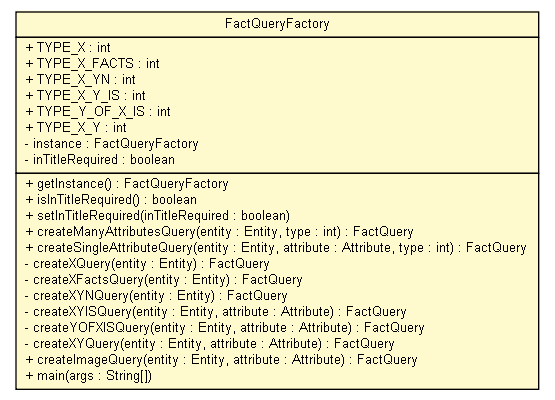 FactQueryFactory
+ TYPE_X : int
+ TYPE_X_FACTS : int
+ TYPE_X_YN : int
+ TYPE_X_Y_IS : int
+ TYPE_Y_OF_X_IS : int
+ TYPE_X_Y : int
- instance : FactQueryFactory
- inTitleRequired : boolean
+ getInstance() : FactQueryFactory
+ isInTitleRequired() : boolean
+ setInTitleRequired(inTitleRequired : boolean)
+ createManyAttributesQuery(entity : Entity, type : int) : FactQuery
+ createSingleAttributeQuery(entity : Entity, attribute : Attribute, type : int) : FactQuery
- createXQuery(entity : Entity) : FactQuery
- createXFactsQuery(entity : Entity) : FactQuery
- createXYNQuery(entity : Entity) : FactQuery
- createXYISQuery(entity : Entity, attribute : Attribute) : FactQuery
- createYOFXISQuery(entity : Entity, attribute : Attribute) : FactQuery
- createXYQuery(entity : Entity, attribute : Attribute) : FactQuery
+ createImageQuery(entity : Entity, attribute : Attribute) : FactQuery
+ main(args : String[])